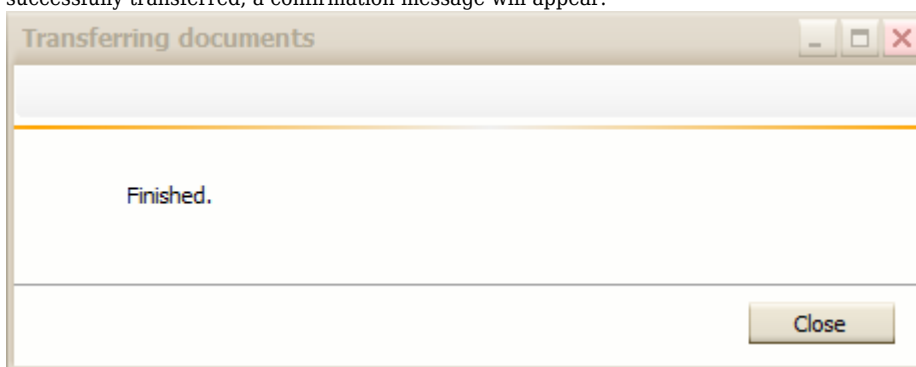 successfully transferred, a confirmation message will appear.
Transferring documents
Finished.
Close